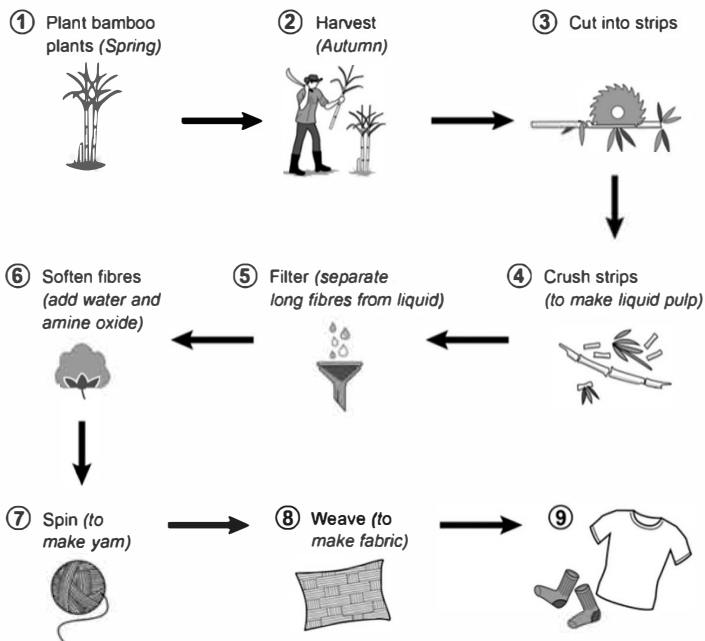 ① Plant bamboo
plants (Spring)
② Harvest
(Autumn)
③ Cut into strips
④ Crush strips
(to make liquid pulp)
⑤ Filter (separate
long fibres from liquid)
⑥ Soften fibres
(add water and
amine oxide)
⑦ Spin (to
make yarn)
⑧ Weave (to
make fabric)
⑨